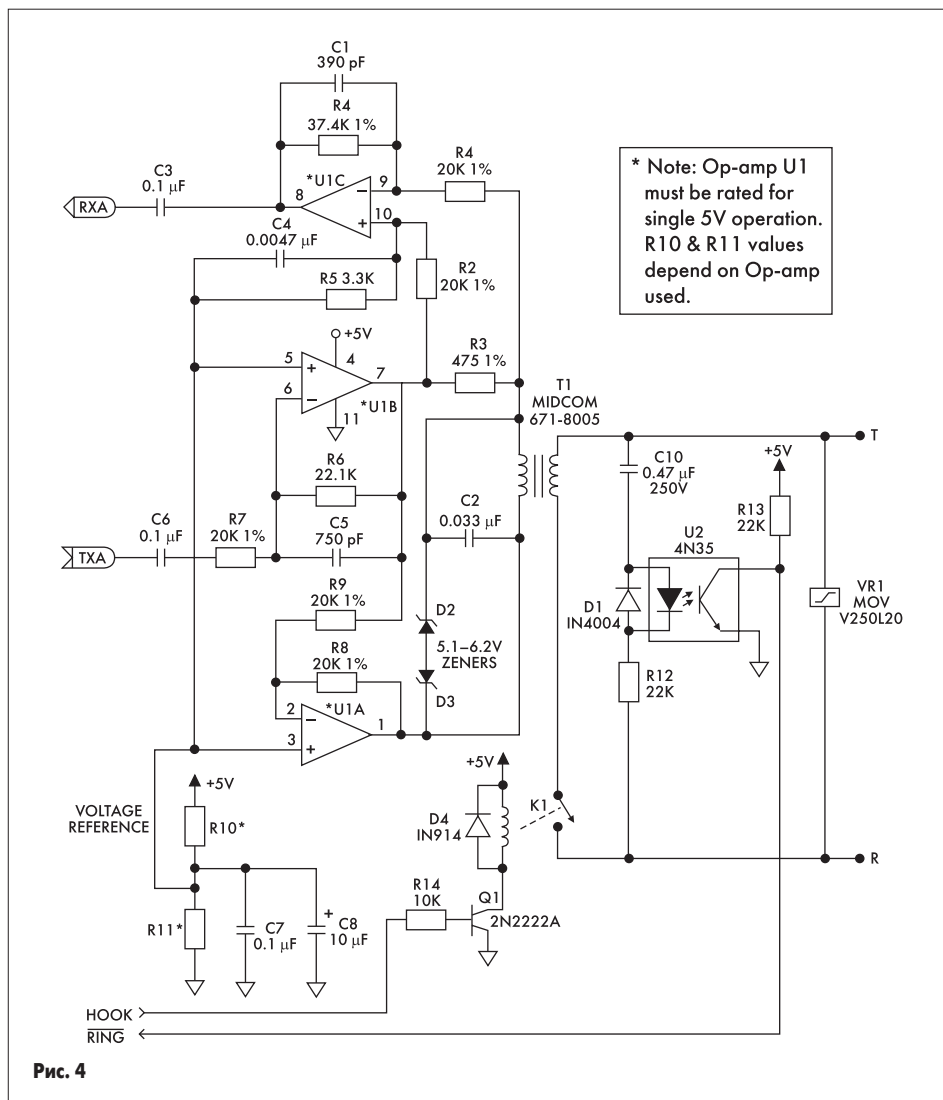 C1
390 pF
R4
37.4K 1%
R4
20K 1%
C3
0.1 µF
*U1C
8
9
–
10
+
RXA
C4
0.0047 µF
R5 3.3K
R2
20K 1%
* Note: Op-amp U1
must be rated for
single 5V operation.
R10 & R11 values
depend on Op-amp
used.
+5V
5
+
4
7
6
–
*U1B
11
R3
475 1%
T1
MIDCOM
671-8005
T
R6
22.1K
C10
0.47 µF
250V
+5V
R13
22K
C6
0.1 µF
R7
20K 1%
C5
750 pF
C2
0.033 µF
TXA
U2
4N35
R9
20K 1%
D2
5.1–6.2V
ZENERS
D3
D1
IN4004
VR1
MOV
V250L20
R8
20K 1%
R12
22K
*U1A
2
–
1
3
+
+5V
+5V
VOLTAGE
REFERENCE
R10*
D4
IN914
K1
R
R11*
C7
0.1 µF
+
C8
10 µF
R14
10K
Q1
2N2222A
HOOK
RING
Рис. 4